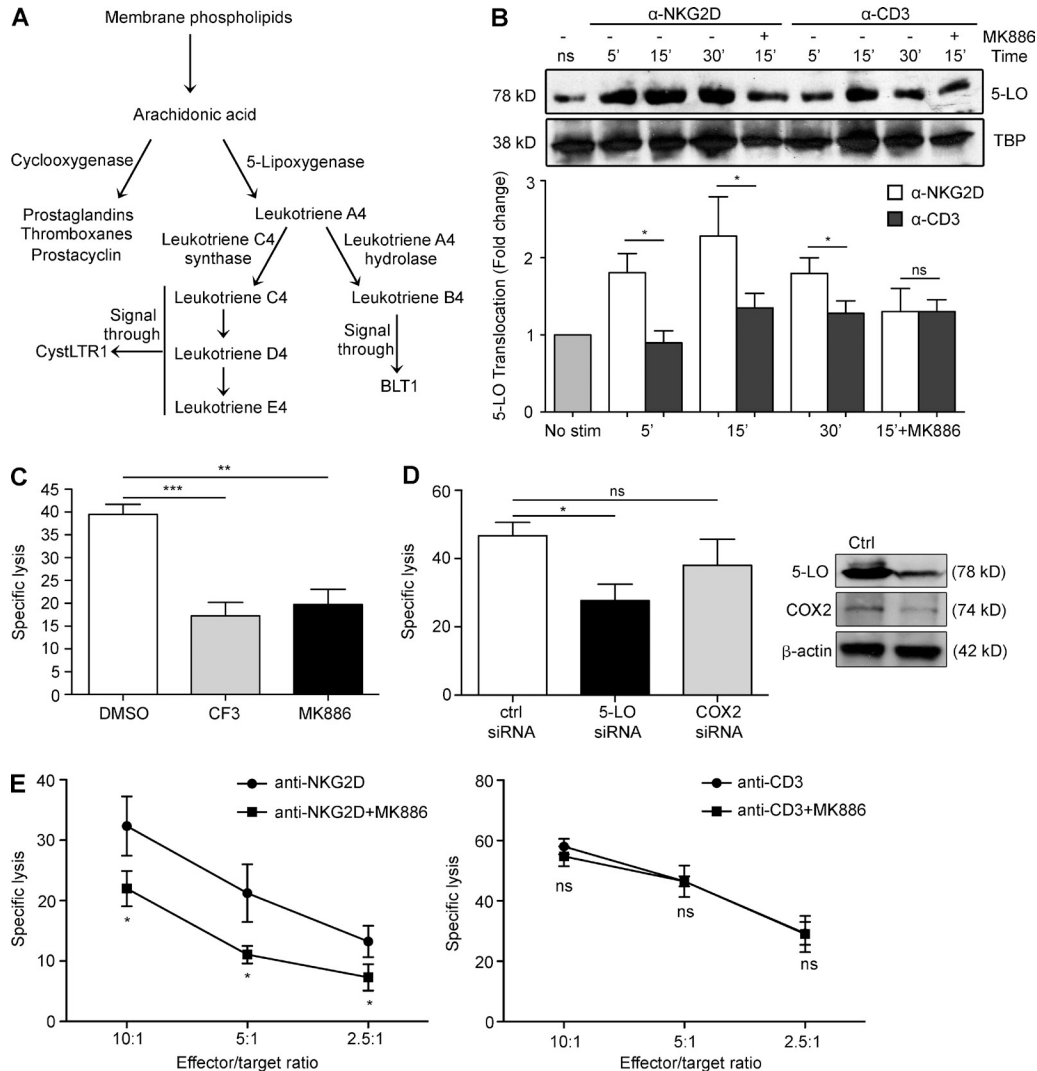 A
Membrane phospholipids
Arachidonic acid
Cyclooxygenase
5-Lipoxygenase
Prostaglandins
Thromboxanes
Prostacyclin
Leukotriene A4
Leukotriene C4
synthase
Leukotriene A4
hydrolase
Leukotriene C4
Leukotriene B4
Signal
through
CystLTR1
Leukotriene D4
Signal
through
BLT1
Leukotriene E4
B
α-NKG2D α-CD3
- - - - + - - - + MK886
ns 5’ 15’ 30’ 15’ 5’ 15’ 30’ 15’ Time
78 kD 5-LO
38 kD TBP
5-LO Translocation (Fold change)
3
2
1
0
* * * ns
α-NKG2D
α-CD3
No stim 5’ 15’ 30’ 15’+MK886
C
Specific lysis
45
40
35
30
25
20
15
10
5
0
**
***
DMSO CF3 MK886
D
Specific lysis
60
40
20
0
ns
*
ctrl
siRNA
5-LO
siRNA
COX2
siRNA
Ctrl
5-LO (78 kD)
COX2 (74 kD)
β-actin (42 kD)
E
Specific lysis
40
30
20
10
0
anti-NKG2D
anti-NKG2D+MK886
* * *
10:1 5:1 2.5:1
Effector/target ratio
Specific lysis
80
60
40
20
0
anti-CD3
anti-CD3+MK886
ns ns ns
10:1 5:1 2.5:1
Effector/target ratio